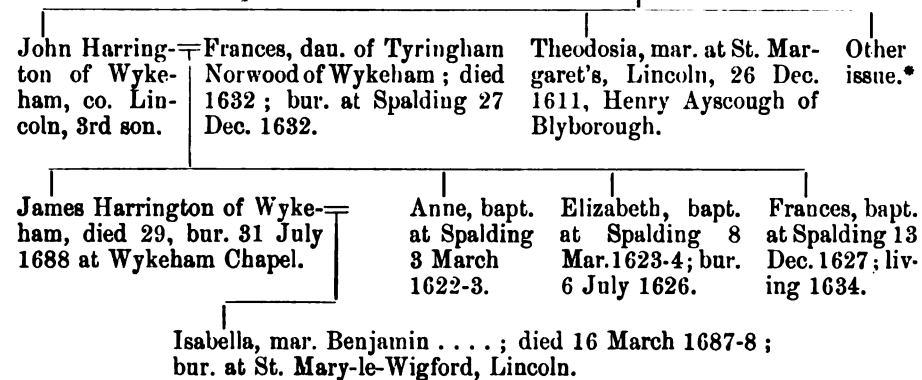 John Harring-
ton of Wyke-
ham, co. Lin-
coln, 3rd son.
Frances, dau. of Tyringham
Norwood of Wykeham ; died
1632 ; bur. at Spalding 27
Dec. 1632.
Theodosia, mar. at St. Mar-
garet's, Lincoln, 26 Dec.
1611, Henry Ayscough of
Blyborough.
Other
issue.*
James Harrington of Wyke-
ham, died 29, bur. 31 July
1688 at Wykeham Chapel.
Anne, bapt.
at Spalding
3 March
1622-3.
Elizabeth, bapt.
at Spalding 8
Mar. 1623-4; bur.
6 July 1626.
Frances, bapt.
at Spalding 13
Dec. 1627; liv-
ing 1634.
Isabella, mar. Benjamin . . . . ; died 16 March 1687-8 ;
bur. at St. Mary-le-Wigford, Lincoln.